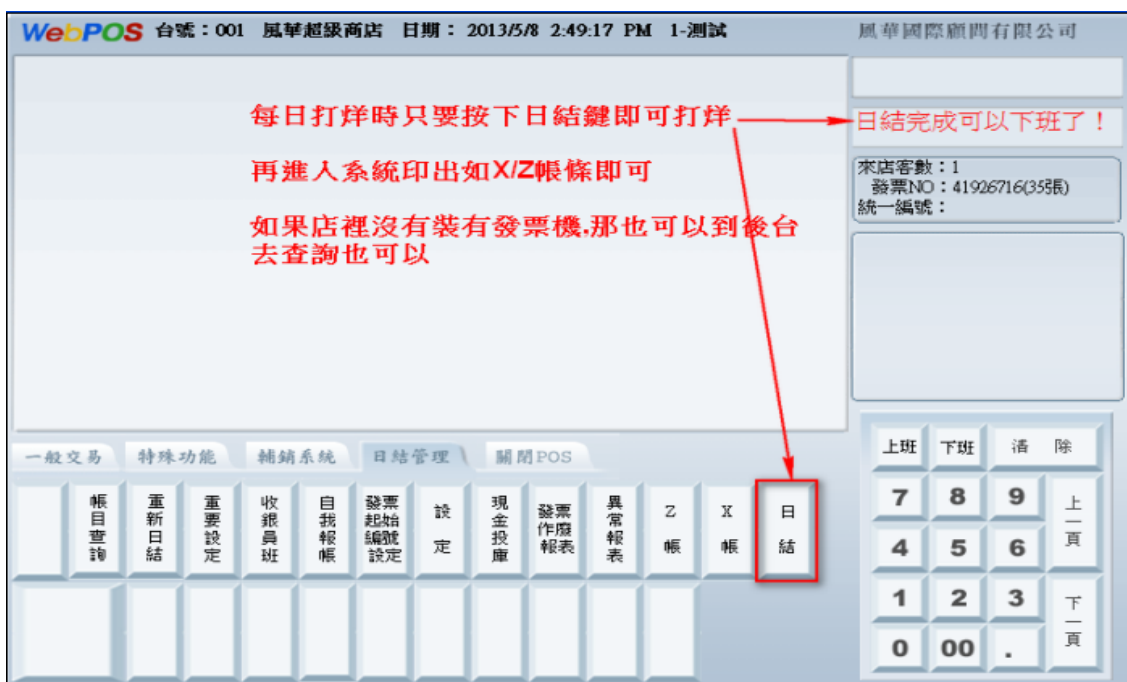 WebPOS 台號：001 風華超級商店 日期： 2013/5/8 2:49:17 PM 1-測試
風華國際顧問有限公司
每日打烊時只要按下日結鍵即可打烊
日結完成可以下班了！
再進入系統印出如X/Z帳條即可
如果店裡沒有裝有發票機,那也可以到後台
去查詢也可以
來店客數：1
發票NO：41926716(35張)
統一編號：
一般交易 特殊功能 輔銷系統 日結管理 關閉POS
帳目查詢
重新日結
重要設定
收銀員班
自我報帳
發票起始編號設定
設定
現金投庫
發票作廢報表
異常報表
Z帳
X帳
日結
上班 下班 清 除
7 8 9 上一頁
4 5 6
1 2 3 下一頁
0 00 .